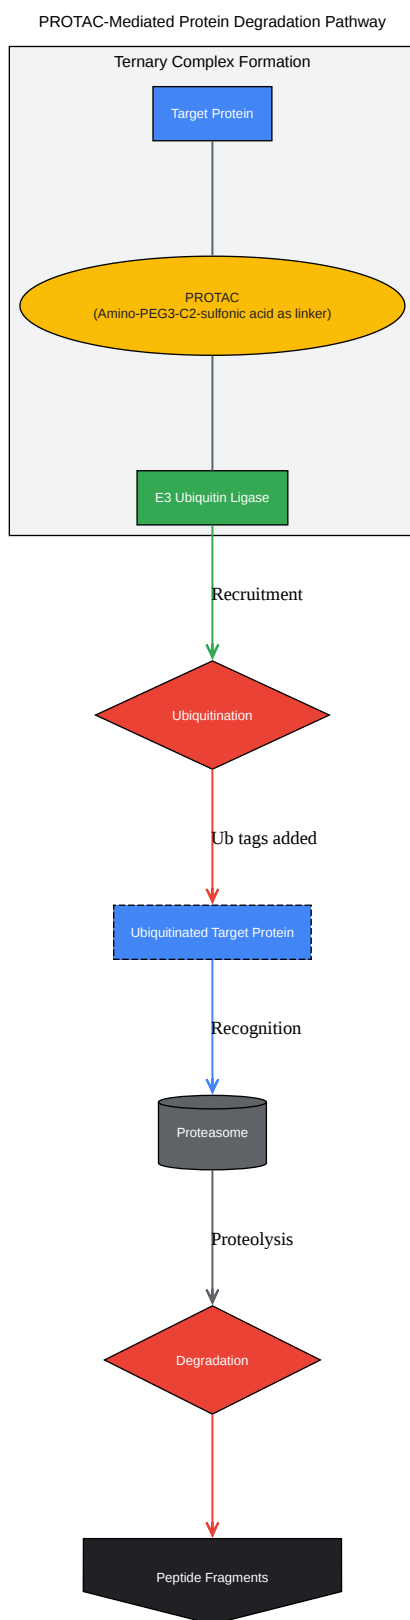 PROTAC-Mediated Protein Degradation Pathway
Ternary Complex Formation
Target Protein
PROTAC
(Amino-PEG3-C2-sulfonic acid as linker)
E3 Ubiquitin Ligase
Recruitment
Ubiquitination
Ub tags added
Ubiquitinated Target Protein
Recognition
Proteasome
Proteolysis
Degradation
Peptide Fragments